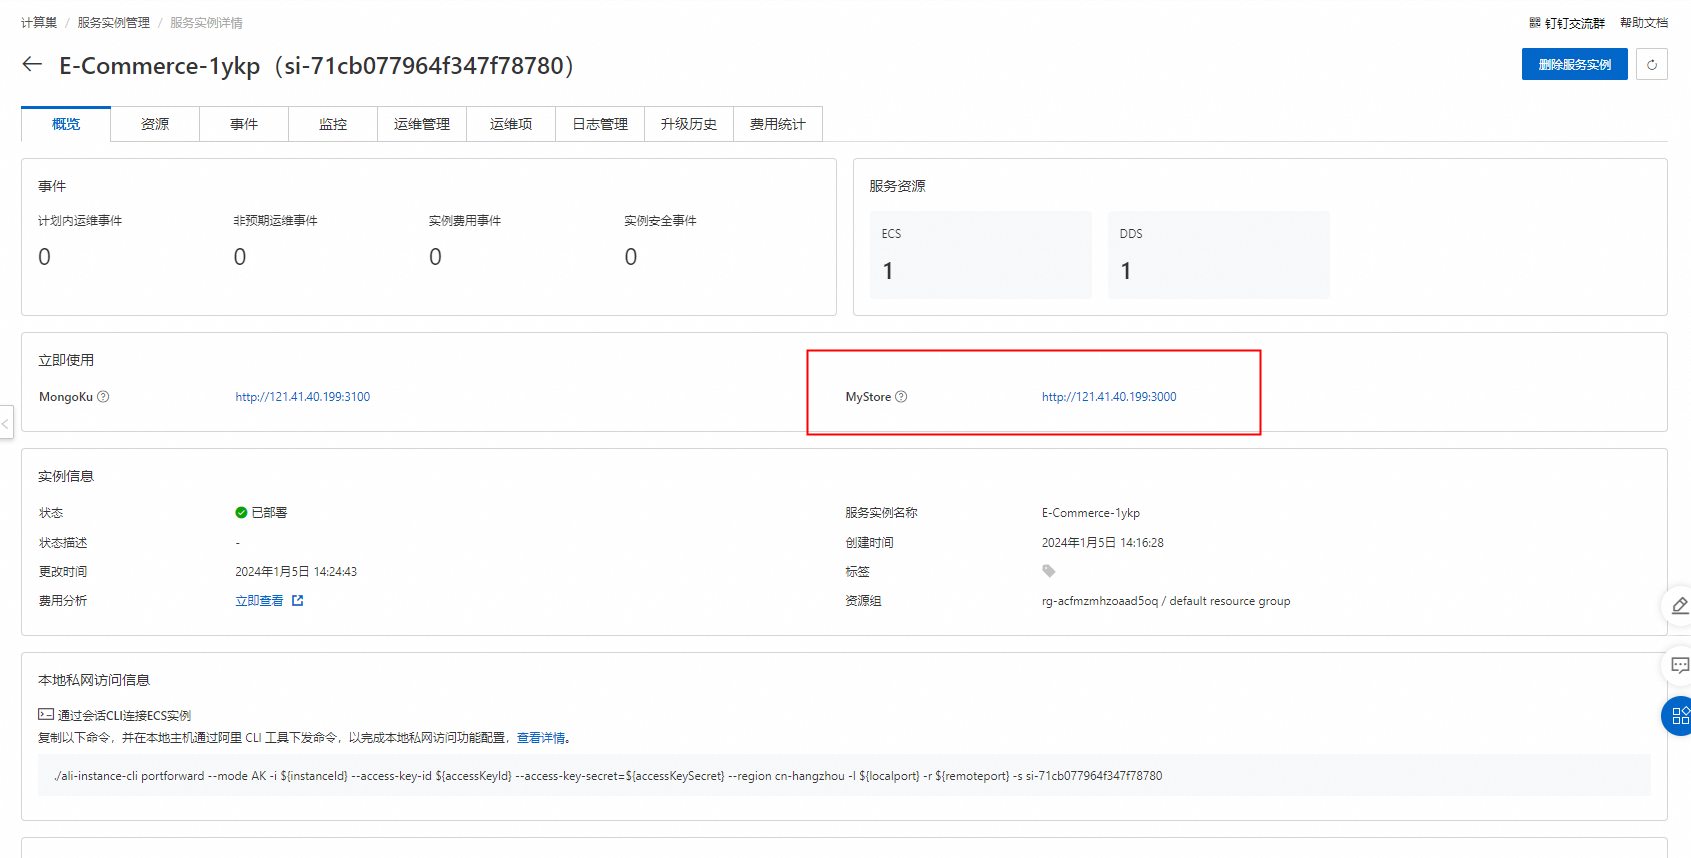 计算巢 / 服务实例管理 / 服务实例详情
钉钉交流群 帮助文档
E-Commerce-1ykp（si-71cb077964f347f78780）
删除服务实例
概览 资源 事件 监控 运维管理 运维项 日志管理 升级历史 费用统计
事件
计划内运维事件 非预期运维事件 实例费用事件 实例安全事件
0 0 0 0
服务资源
ECS DDS
1 1
立即使用
MongoKu http://121.41.40.199:3100 MyStore http://121.41.40.199:3000
实例信息
状态 已部署 服务实例名称 E-Commerce-1ykp
状态描述 - 创建时间 2024年1月5日 14:16:28
更改时间 2024年1月5日 14:24:43 标签
费用分析 立即查看 资源组 rg-acfmzmhzoaad5oq / default resource group
本地私网访问信息
通过会话CLI连接ECS实例
复制以下命令，并在本地主机通过阿里 CLI 工具下发命令，以完成本地私网访问功能配置，查看详情。
./ali-instance-cli portforward --mode AK -i ${instanceId} --access-key-id ${accessKeyId} --access-key-secret=${accessKeySecret} --region cn-hangzhou -l ${localport} -r ${remoteport} -s si-71cb077964f347f78780